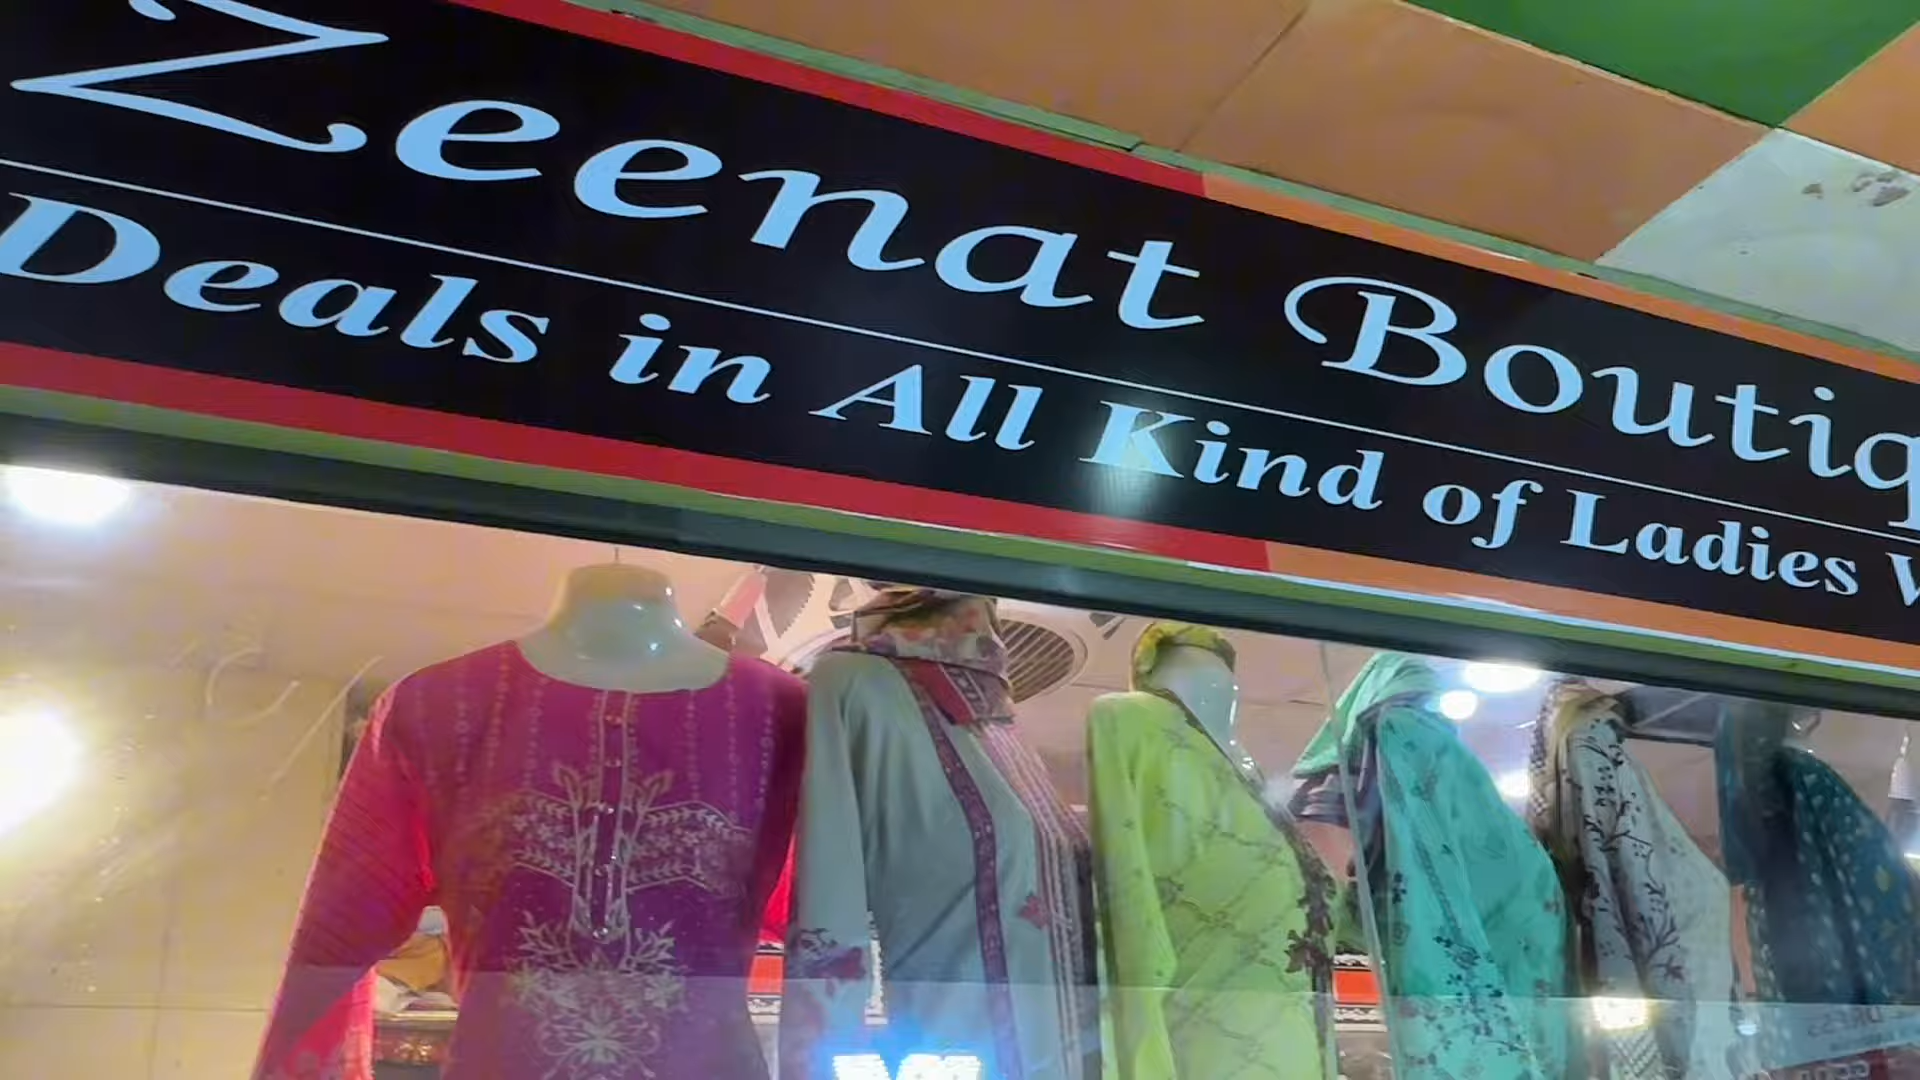 Zeenat Boutiq
Deals in All Kind of Ladies